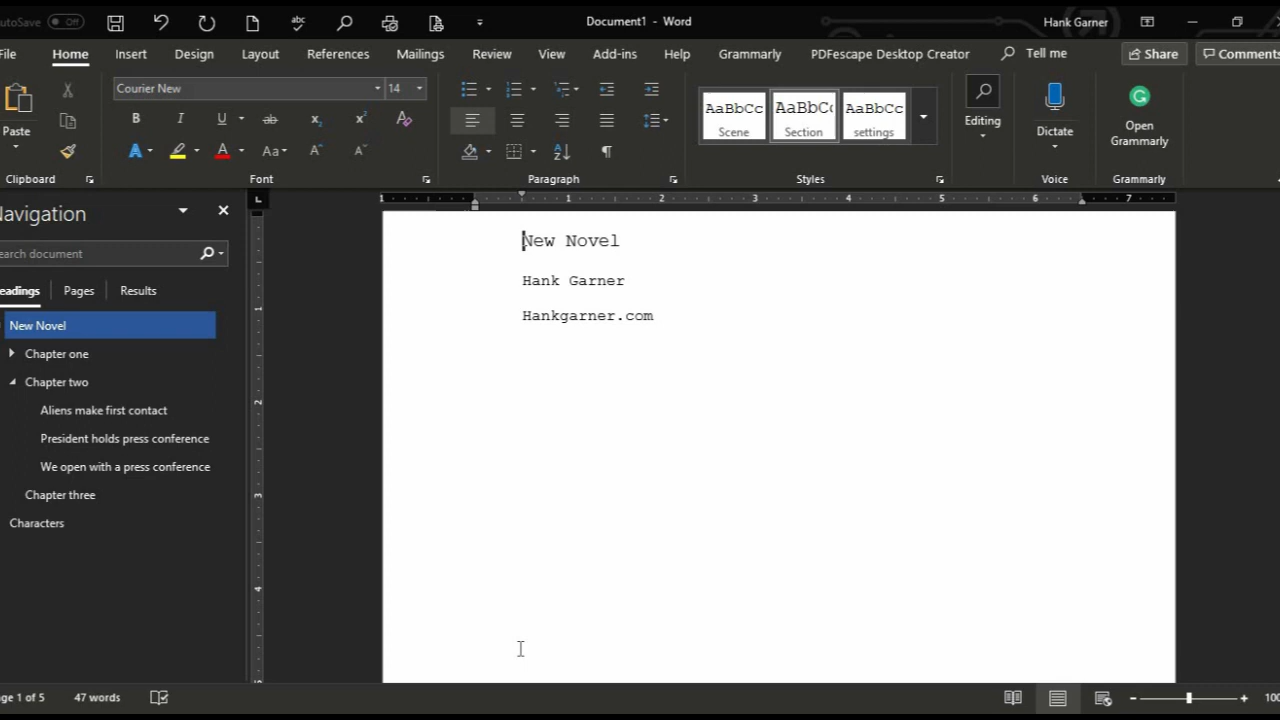 AutoSave Off Document1 - Word Hank Garner
File Home Insert Design Layout References Mailings Review View Add-ins Help Grammarly PDFescape Desktop Creator Tell me Share Comments
Courier New 14
AaBbCc AaBbCc AaBbCc
Scene Section settings
Paste Editing Dictate Open
Grammarly
Clipboard Font Paragraph Styles Voice Grammarly
Navigation
search document
Headings Pages Results
New Novel
Chapter one
Chapter two
Aliens make first contact
President holds press conference
We open with a press conference
Chapter three
Characters
New Novel
Hank Garner
Hankgarner.com
Page 1 of 5 47 words 100